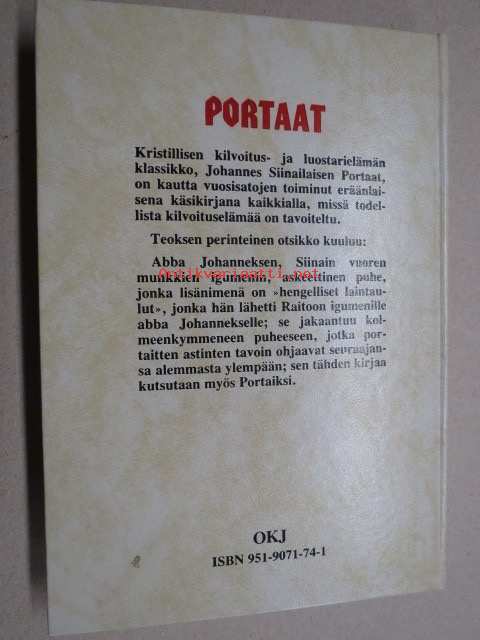 PORTAAT
Kristillisen kilvoitus- ja luostarielämän
klassikko, Johannes Siinailaisen Portaat,
on kautta vuosisatojen toiminut eräänlai-
sena käsikirjana kaikkialla, missä todel-
lista kilvoituselämää on tavoiteltu.
Teoksen perinteinen otsikko kuuluu:
Abba Johanneksen, Siinain vuoren
munkkien igumenin, askeettinen puhe,
Antikvariaatti.net
jonka lisänimenä on »hengelliset laintau-
lut», jonka hän lähetti Raitoon igumenille
abba Johannekselle; se jakaantuu kol-
meenkymmeneen puheeseen, jotka por-
taitten astinten tavoin ohjaavat seuraajan-
sa alemmasta ylempään; sen tähden kirjaa
kutsutaan myös Portaiksi.
OKJ
ISBN 951-9071-74-1